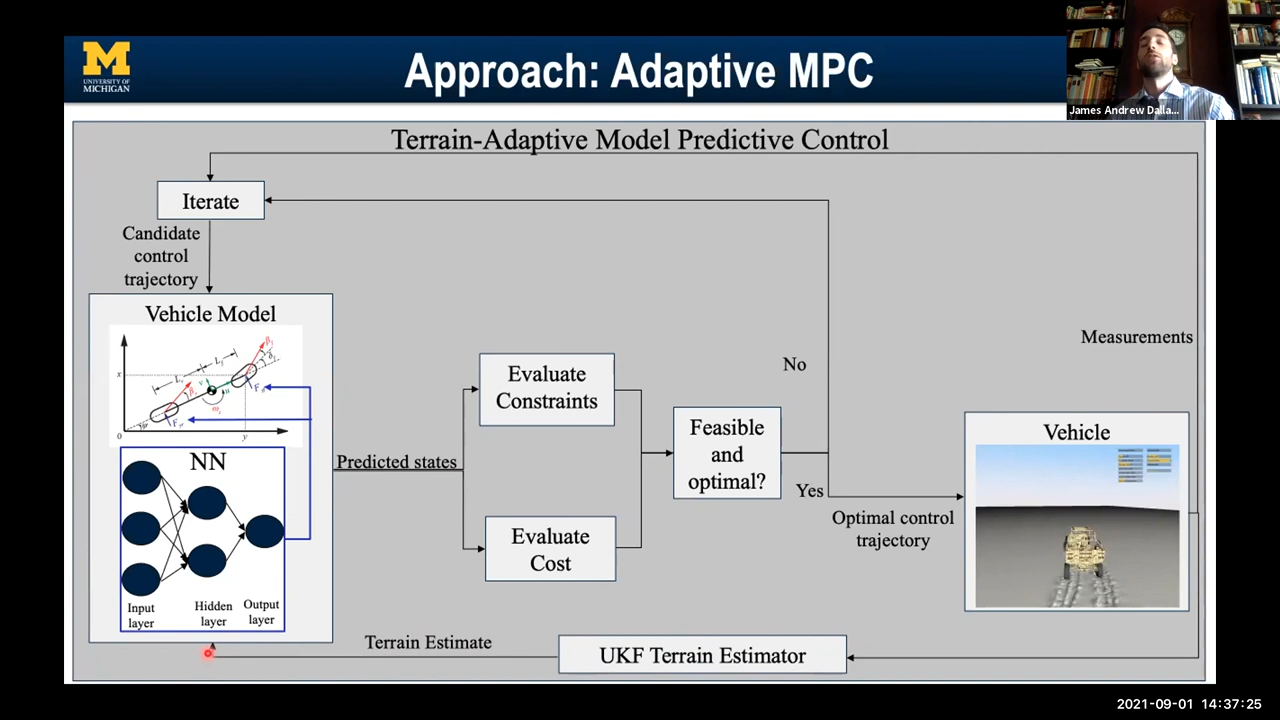 UNIVERSITY OF
MICHIGAN
Approach: Adaptive MPC
James Andrew Dalla...
Terrain-Adaptive Model Predictive Control
Iterate
Candidate
control
trajectory
Vehicle Model
x
0
y
NN
Input
layer
Hidden
layer
Output
layer
Predicted states
Evaluate
Constraints
Evaluate
Cost
Feasible
and
optimal?
No
Yes
Optimal control
trajectory
Measurements
Vehicle
Terrain Estimate
UKF Terrain Estimator
2021-09-01 14:37:25